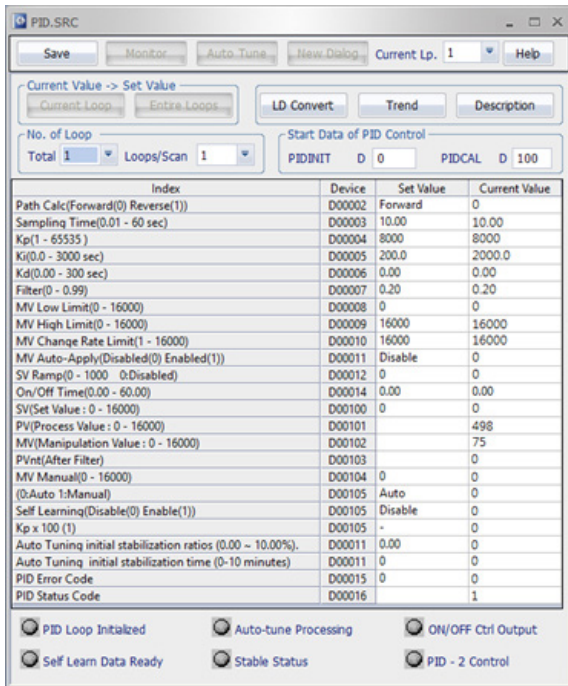 PID.SRC
Save Monitor Auto Tune New Dialog Current Lp. 1 Help
Current Value -> Set Value
Current Loop Entire Loops LD Convert Trend Description
No. of Loop Start Data of PID Control
Total 1 Loops/Scan 1 PIDINIT D 0 PIDCAL D 100
Index Device Set Value Current Value
Path Calc(Forward(0) Reverse(1)) D00002 Forward 0
Sampling Time(0.01 - 60 sec) D00003 10.00 10.00
Kp(1 - 65535 ) D00004 8000 8000
Ki(0.0 - 3000 sec) D00005 200.0 2000.0
Kd(0.00 - 300 sec) D00006 0.00 0.00
Filter(0 - 0.99) D00007 0.20 0.20
MV Low Limit(0 - 16000) D00008 0 0
MV High Limit(0 - 16000) D00009 16000 16000
MV Change Rate Limit(1 - 16000) D00010 16000 16000
MV Auto-Apply(Disabled(0) Enabled(1)) D00011 Disable 0
SV Ramp(0 - 1000 0:Disabled) D00012 0 0
On/Off Time(0.00 - 60.00) D00014 0.00 0.00
SV(Set Value : 0 - 16000) D00100 0 0
PV(Process Value : 0 - 16000) D00101 498
MV(Manipulation Value : 0 - 16000) D00102 75
PVnt(After Filter) D00103 0
MV Manual(0 - 16000) D00104 0 0
(0:Auto 1:Manual) D00105 Auto 0
Self Learning(Disable(0) Enable(1)) D00105 Disable 0
Kp x 100 (1) D00105 - 0
Auto Tuning initial stabilization ratios (0.00 ~ 10.00%). D00011 0.00 0
Auto Tuning initial stabilization time (0-10 minutes) D00011 0 0
PID Error Code D00015 0 0
PID Status Code D00016 1
PID Loop Initialized Auto-tune Processing ON/OFF Ctrl Output
Self Learn Data Ready Stable Status PID - 2 Control